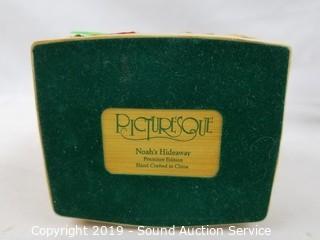 PICTURESQUE
Noah's Hideaway
Premiere Edition
Hand Crafted in China
Copyright 2019 - Sound Auction Service